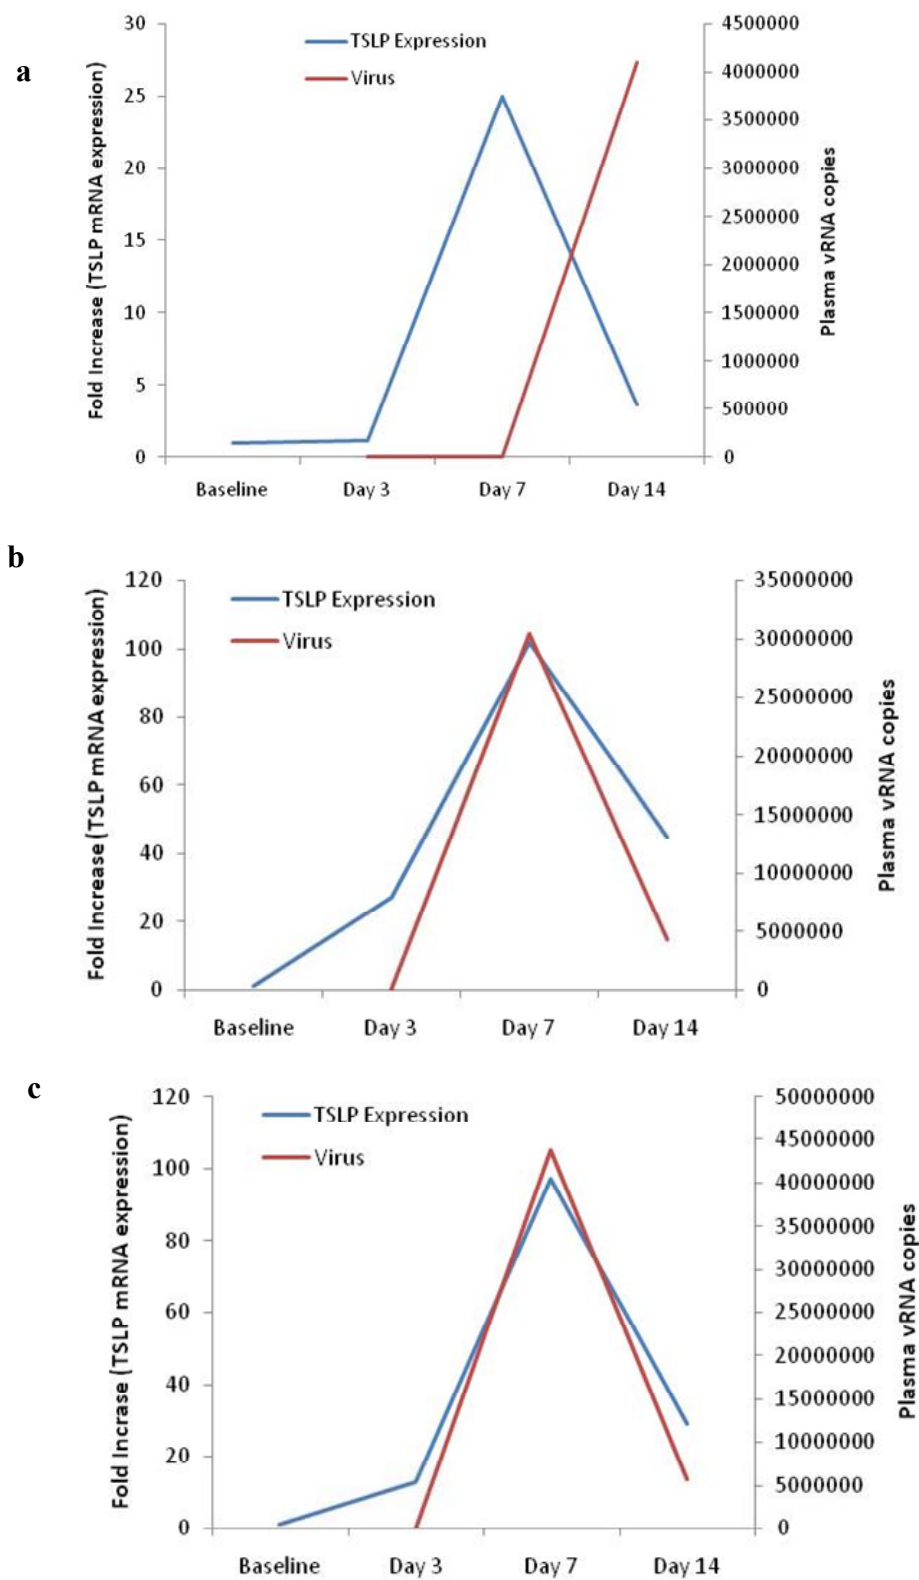 a
30
25
20
15
10
5
0
Fold Increase (TSLP mRNA expression)
TSLP Expression
Virus
4500000
4000000
3500000
3000000
2500000
2000000
1500000
1000000
500000
0
Plasma vRNA copies
Baseline Day 3 Day 7 Day 14
b
120
100
80
60
40
20
0
Fold Increase (TSLP mRNA expression)
TSLP Expression
Virus
35000000
30000000
25000000
20000000
15000000
10000000
5000000
0
Plasma vRNA copies
Baseline Day 3 Day 7 Day 14
c
120
100
80
60
40
20
0
Fold Incrase (TSLP mRNA expression)
TSLP Expression
Virus
50000000
45000000
40000000
35000000
30000000
25000000
20000000
15000000
10000000
5000000
0
Plasma vRNA copies
Baseline Day 3 Day 7 Day 14